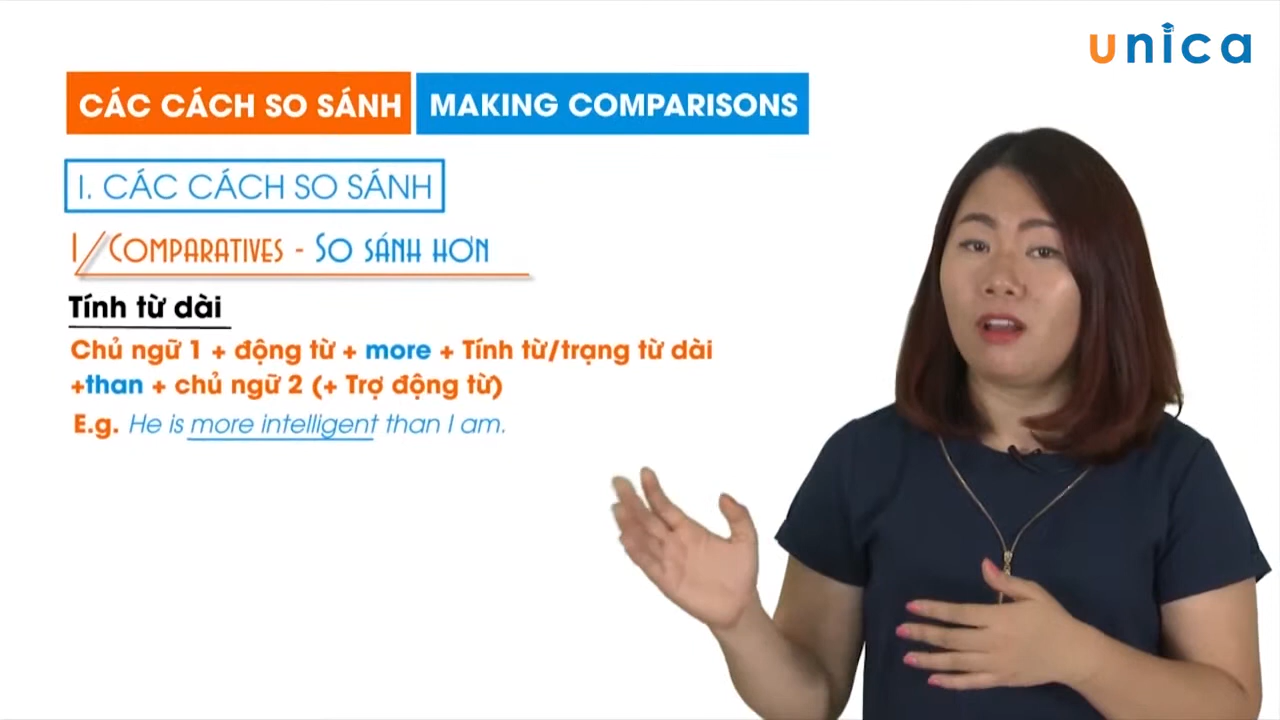 unica
CÁC CÁCH SO SÁNH MAKING COMPARISONS
I. CÁC CÁCH SO SÁNH
1/ COMPARATIVES - SO SÁNH HƠN
Tính từ dài
Chủ ngữ 1 + động từ + more + Tính từ/trạng từ dài
+than + chủ ngữ 2 (+ Trợ động từ)
E.g. He is more intelligent than I am.